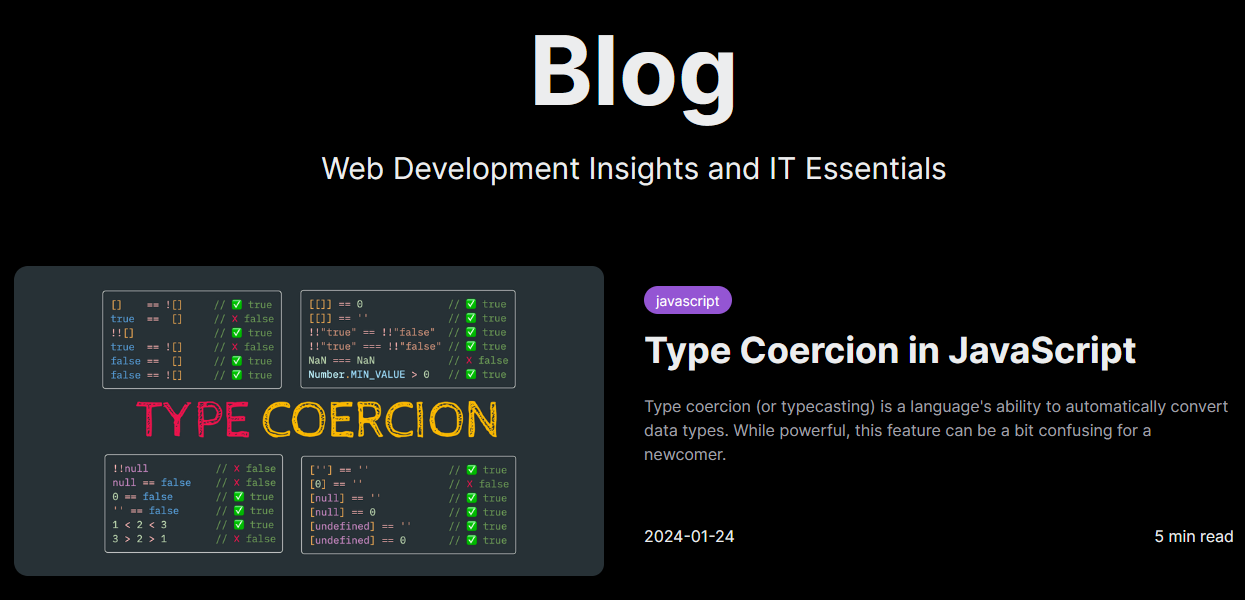 Blog
Web Development Insights and IT Essentials
[]    == ![]     // ✅ true
true  ==  []     // x false
!![]             // ✅ true
true  == ![]     // x false
false ==  []     // ✅ true
false == ![]     // ✅ true
[[]] == 0              // ✅ true
[[]] == ''             // ✅ true
!!"true" == !!"false"  // ✅ true
!!"true" === !!"false" // ✅ true
NaN === NaN            // x false
Number.MIN_VALUE > 0   // ✅ true
TYPE COERCION
!!null           // x false
null == false    // x false
0 == false       // ✅ true
'' == false      // ✅ true
1 < 2 < 3        // ✅ true
3 > 2 > 1        // x false
[''] == ''             // ✅ true
[0] == ''              // x false
[null] == ''           // ✅ true
[null] == 0            // ✅ true
[undefined] == ''      // ✅ true
[undefined] == 0       // ✅ true
javascript
Type Coercion in JavaScript
Type coercion (or typecasting) is a language's ability to automatically convert
data types. While powerful, this feature can be a bit confusing for a
newcomer.
2024-01-24
5 min read